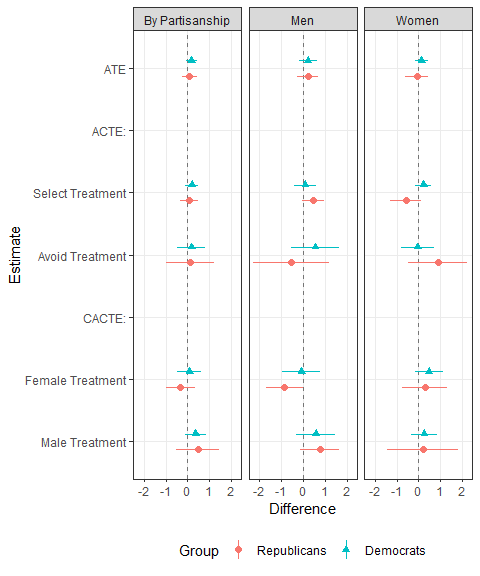 By Partisanship Men Women
ATE
ACTE:
Select Treatment
Avoid Treatment
CACTE:
Female Treatment
Male Treatment
Estimate
-2 -1 0 1 2 -2 -1 0 1 2 -2 -1 0 1 2
Difference
Group Republicans Democrats